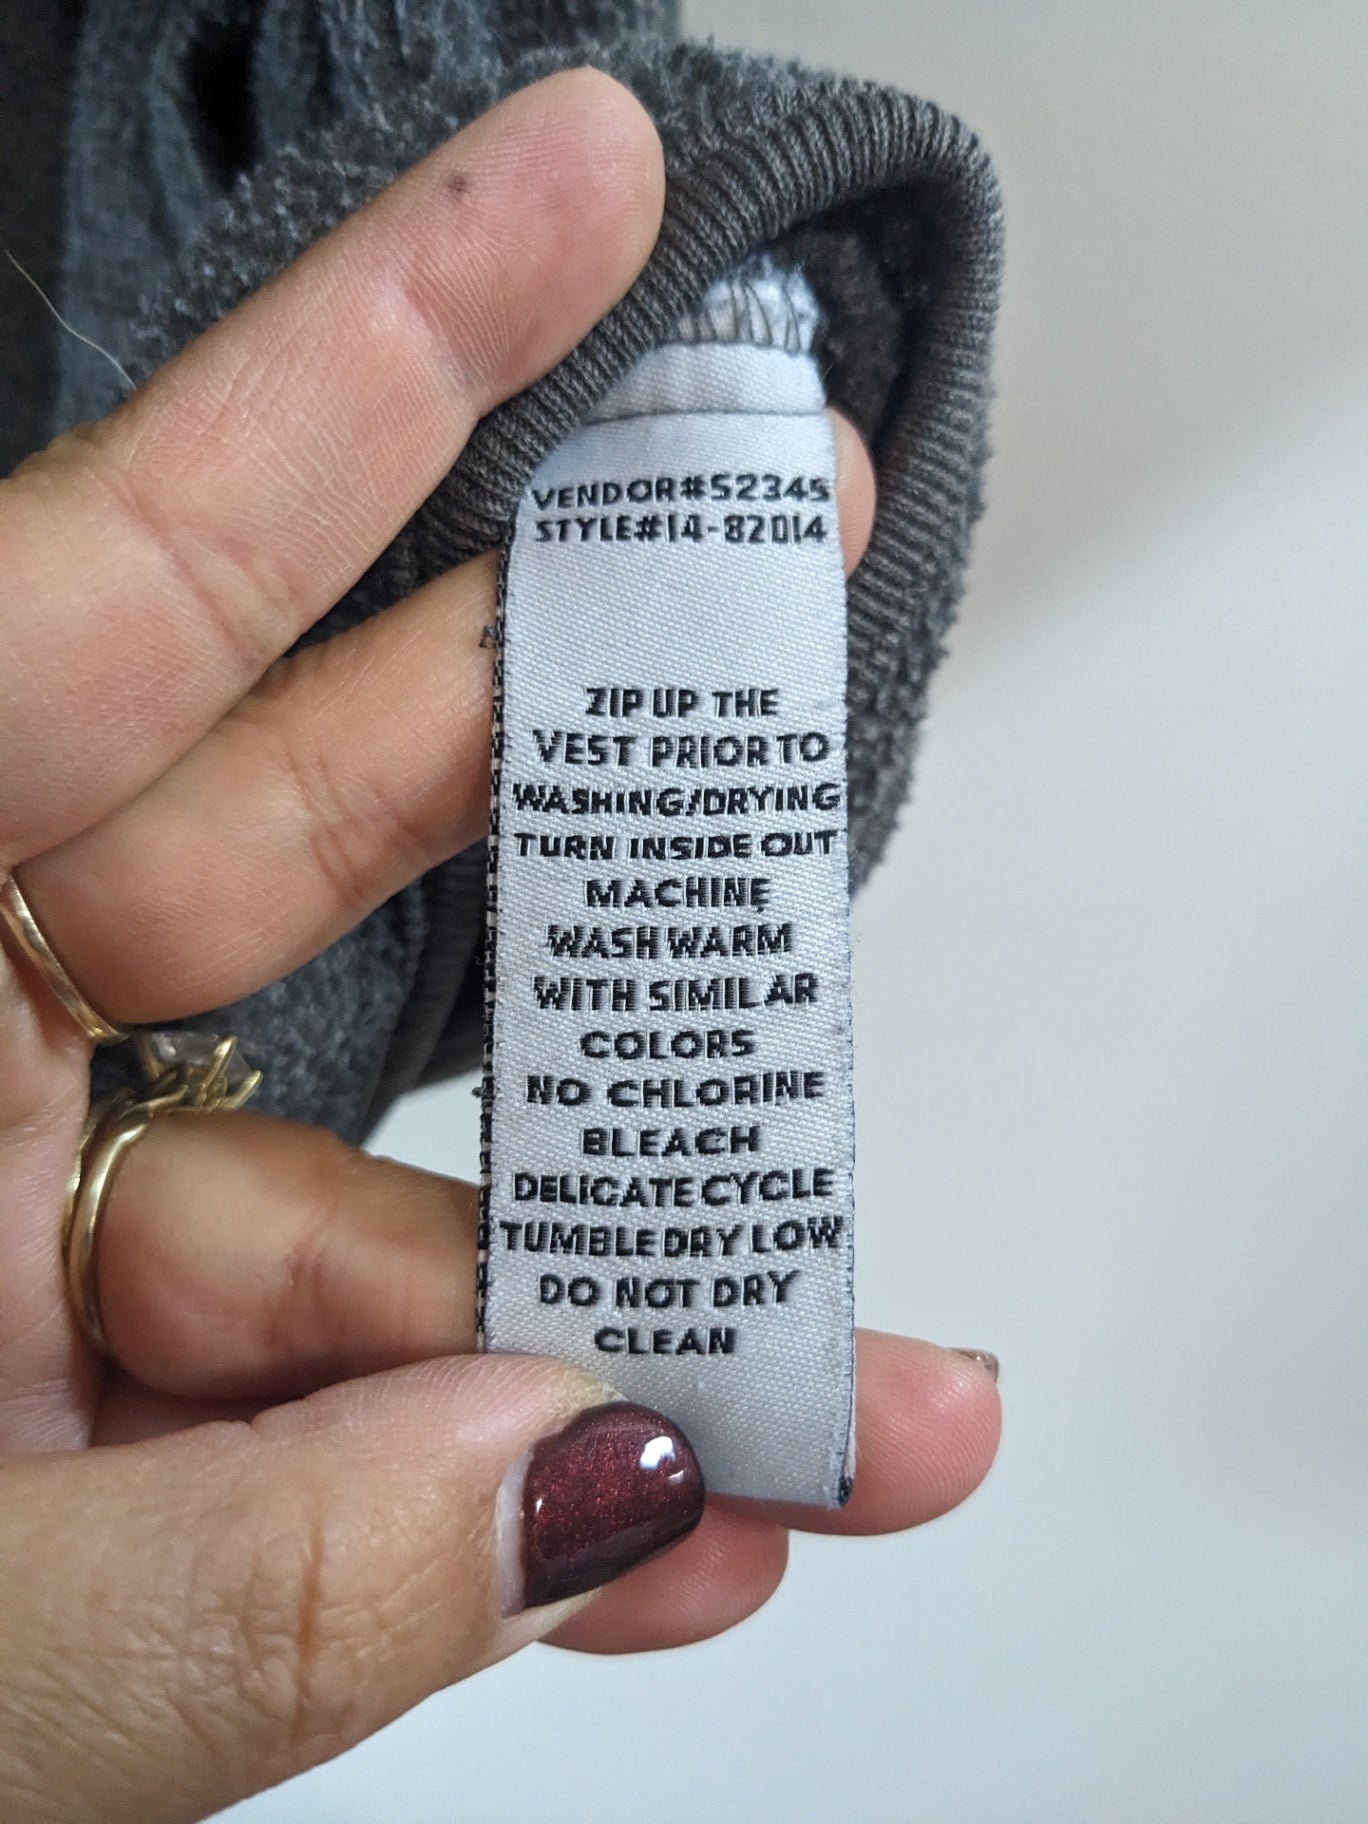 VENDOR#52345
STYLE#14-82014
ZIP UP THE
VEST PRIOR TO
WASHING/DRYING
TURN INSIDE OUT
MACHINE
WASH WARM
WITH SIMILAR
COLORS
NO CHLORINE
BLEACH
DELICATE CYCLE
TUMBLE DRY LOW
DO NOT DRY
CLEAN